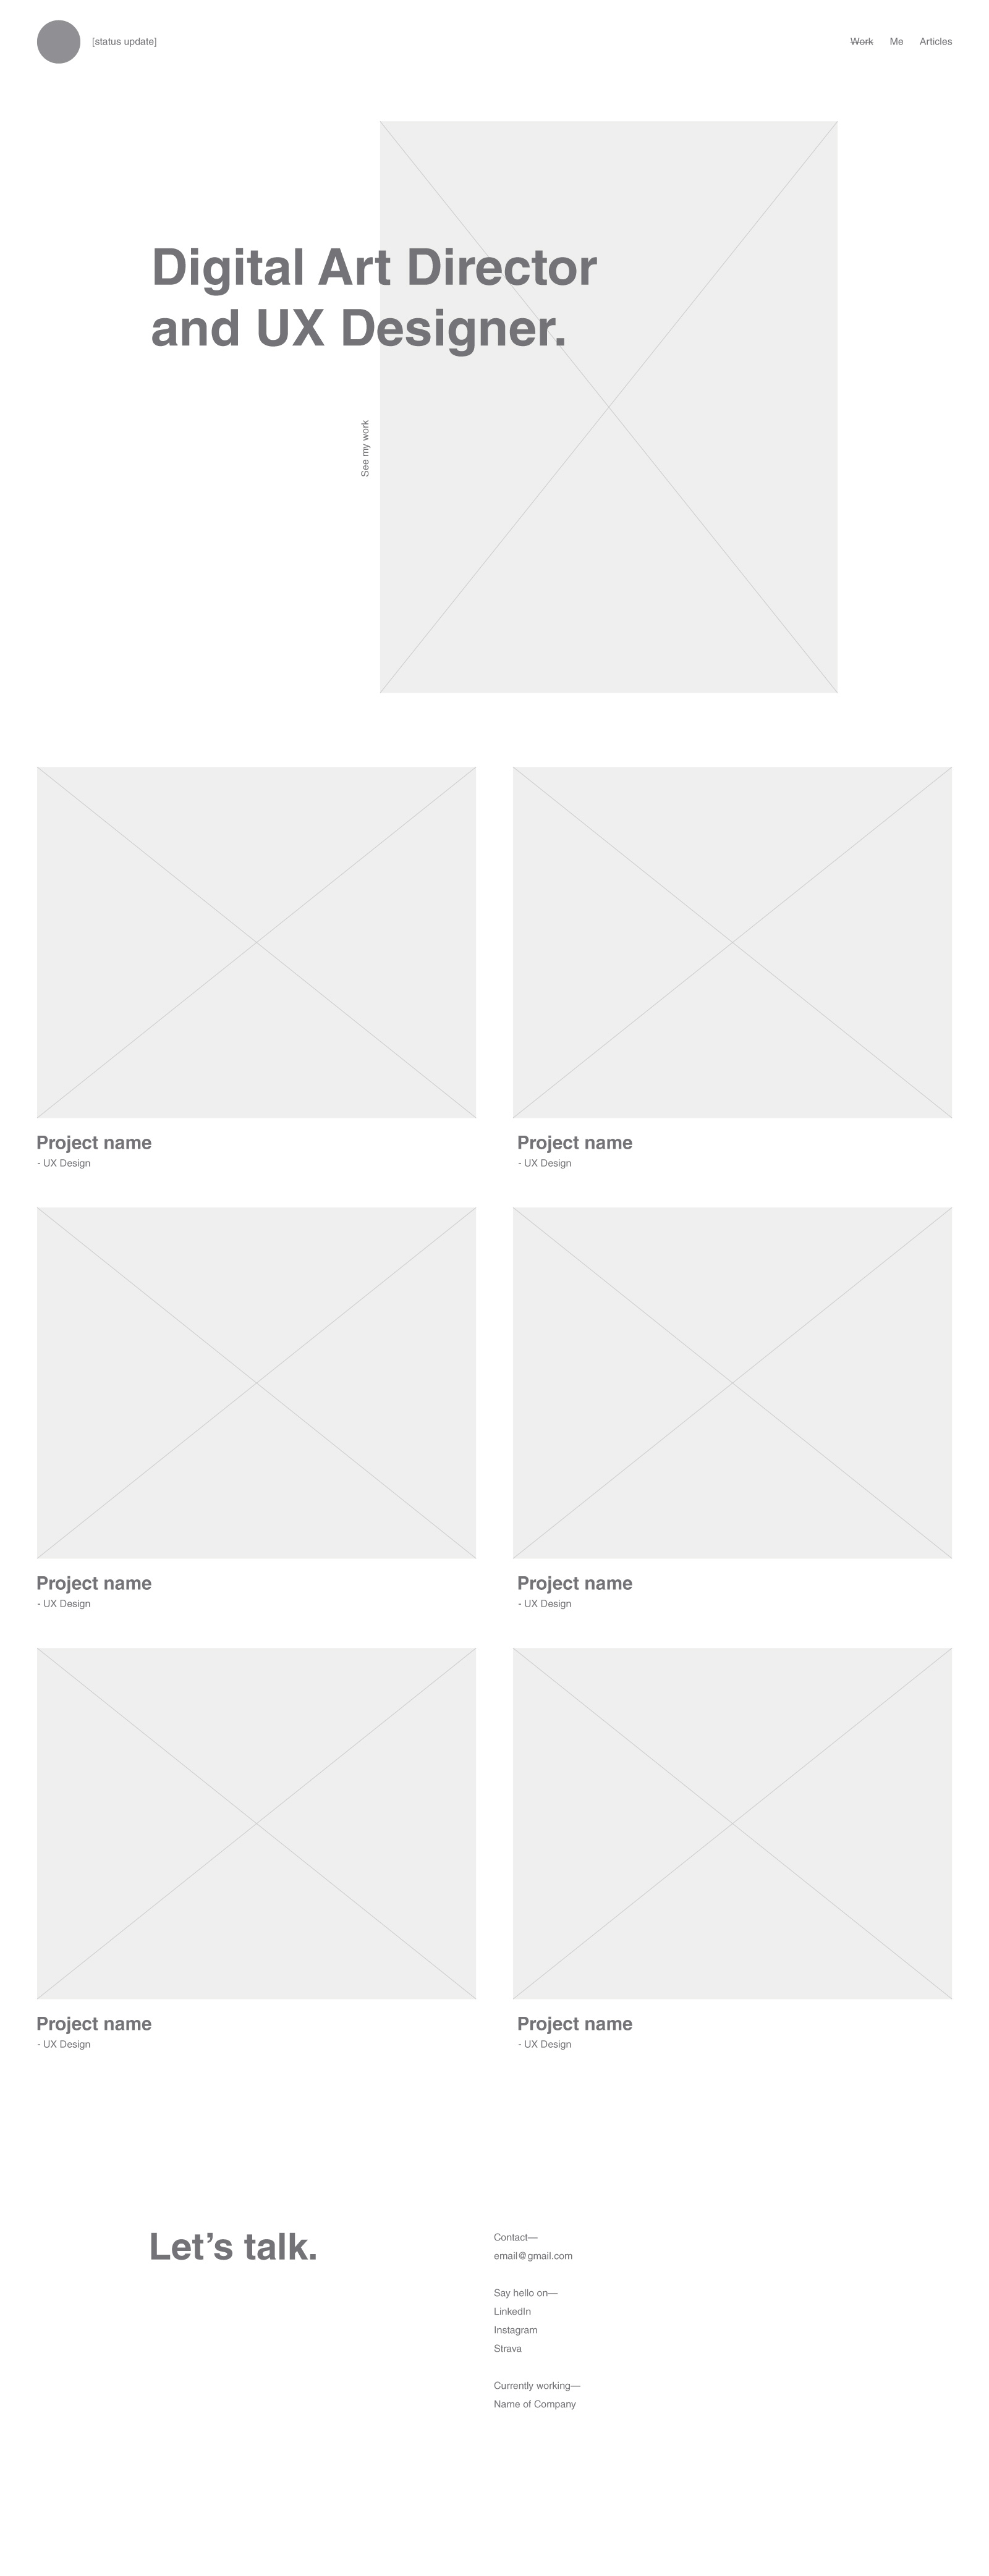 [status update]
Work
Me
Articles
Digital Art Director
and UX Designer.
See my work
Project name
- UX Design
Project name
- UX Design
Project name
- UX Design
Project name
- UX Design
Project name
- UX Design
Project name
- UX Design
Let’s talk.
Contact—
email@gmail.com
Say hello on—
LinkedIn
Instagram
Strava
Currently working—
Name of Company